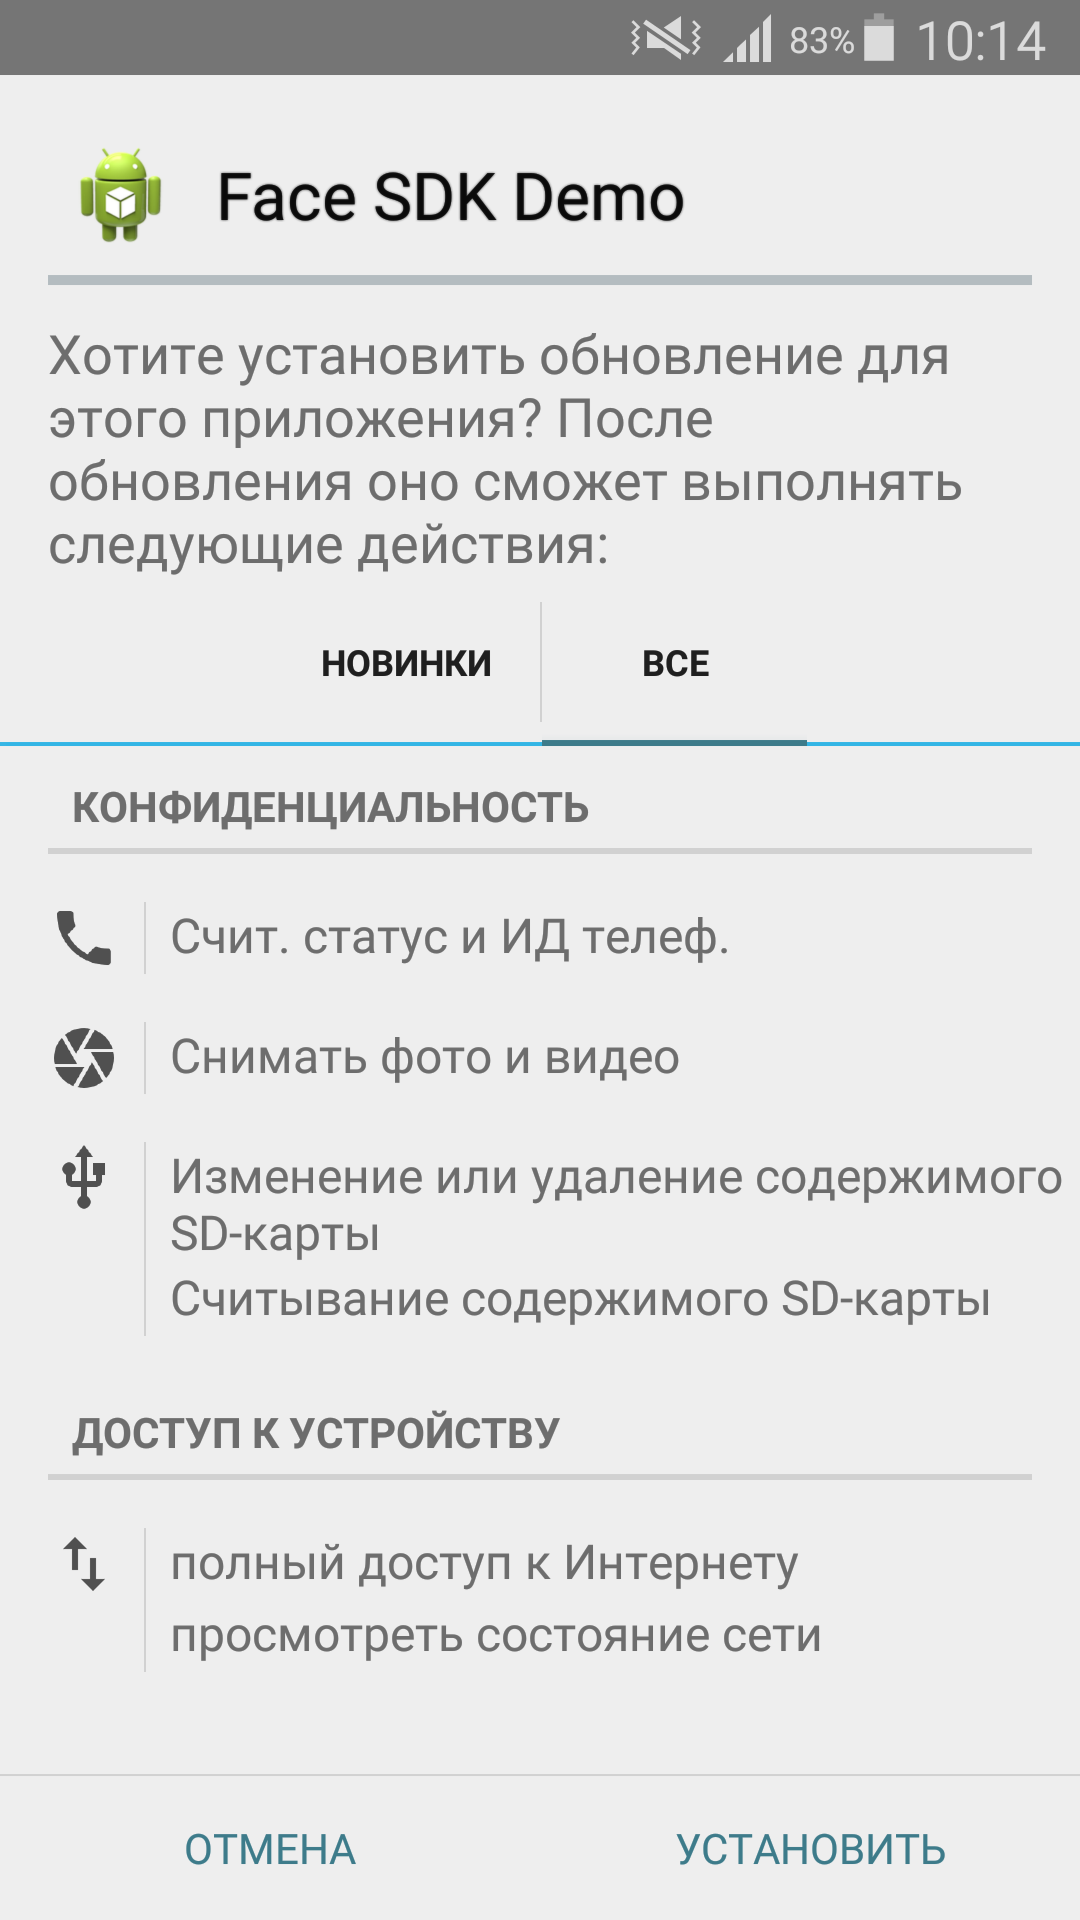 83% 10:14
Face SDK Demo
Хотите установить обновление для
этого приложения? После
обновления оно сможет выполнять
следующие действия:
НОВИНКИ ВСЕ
КОНФИДЕНЦИАЛЬНОСТЬ
Счит. статус и ИД телеф.
Снимать фото и видео
Изменение или удаление содержимого
SD-карты
Считывание содержимого SD-карты
ДОСТУП К УСТРОЙСТВУ
полный доступ к Интернету
просмотреть состояние сети
ОТМЕНА УСТАНОВИТЬ